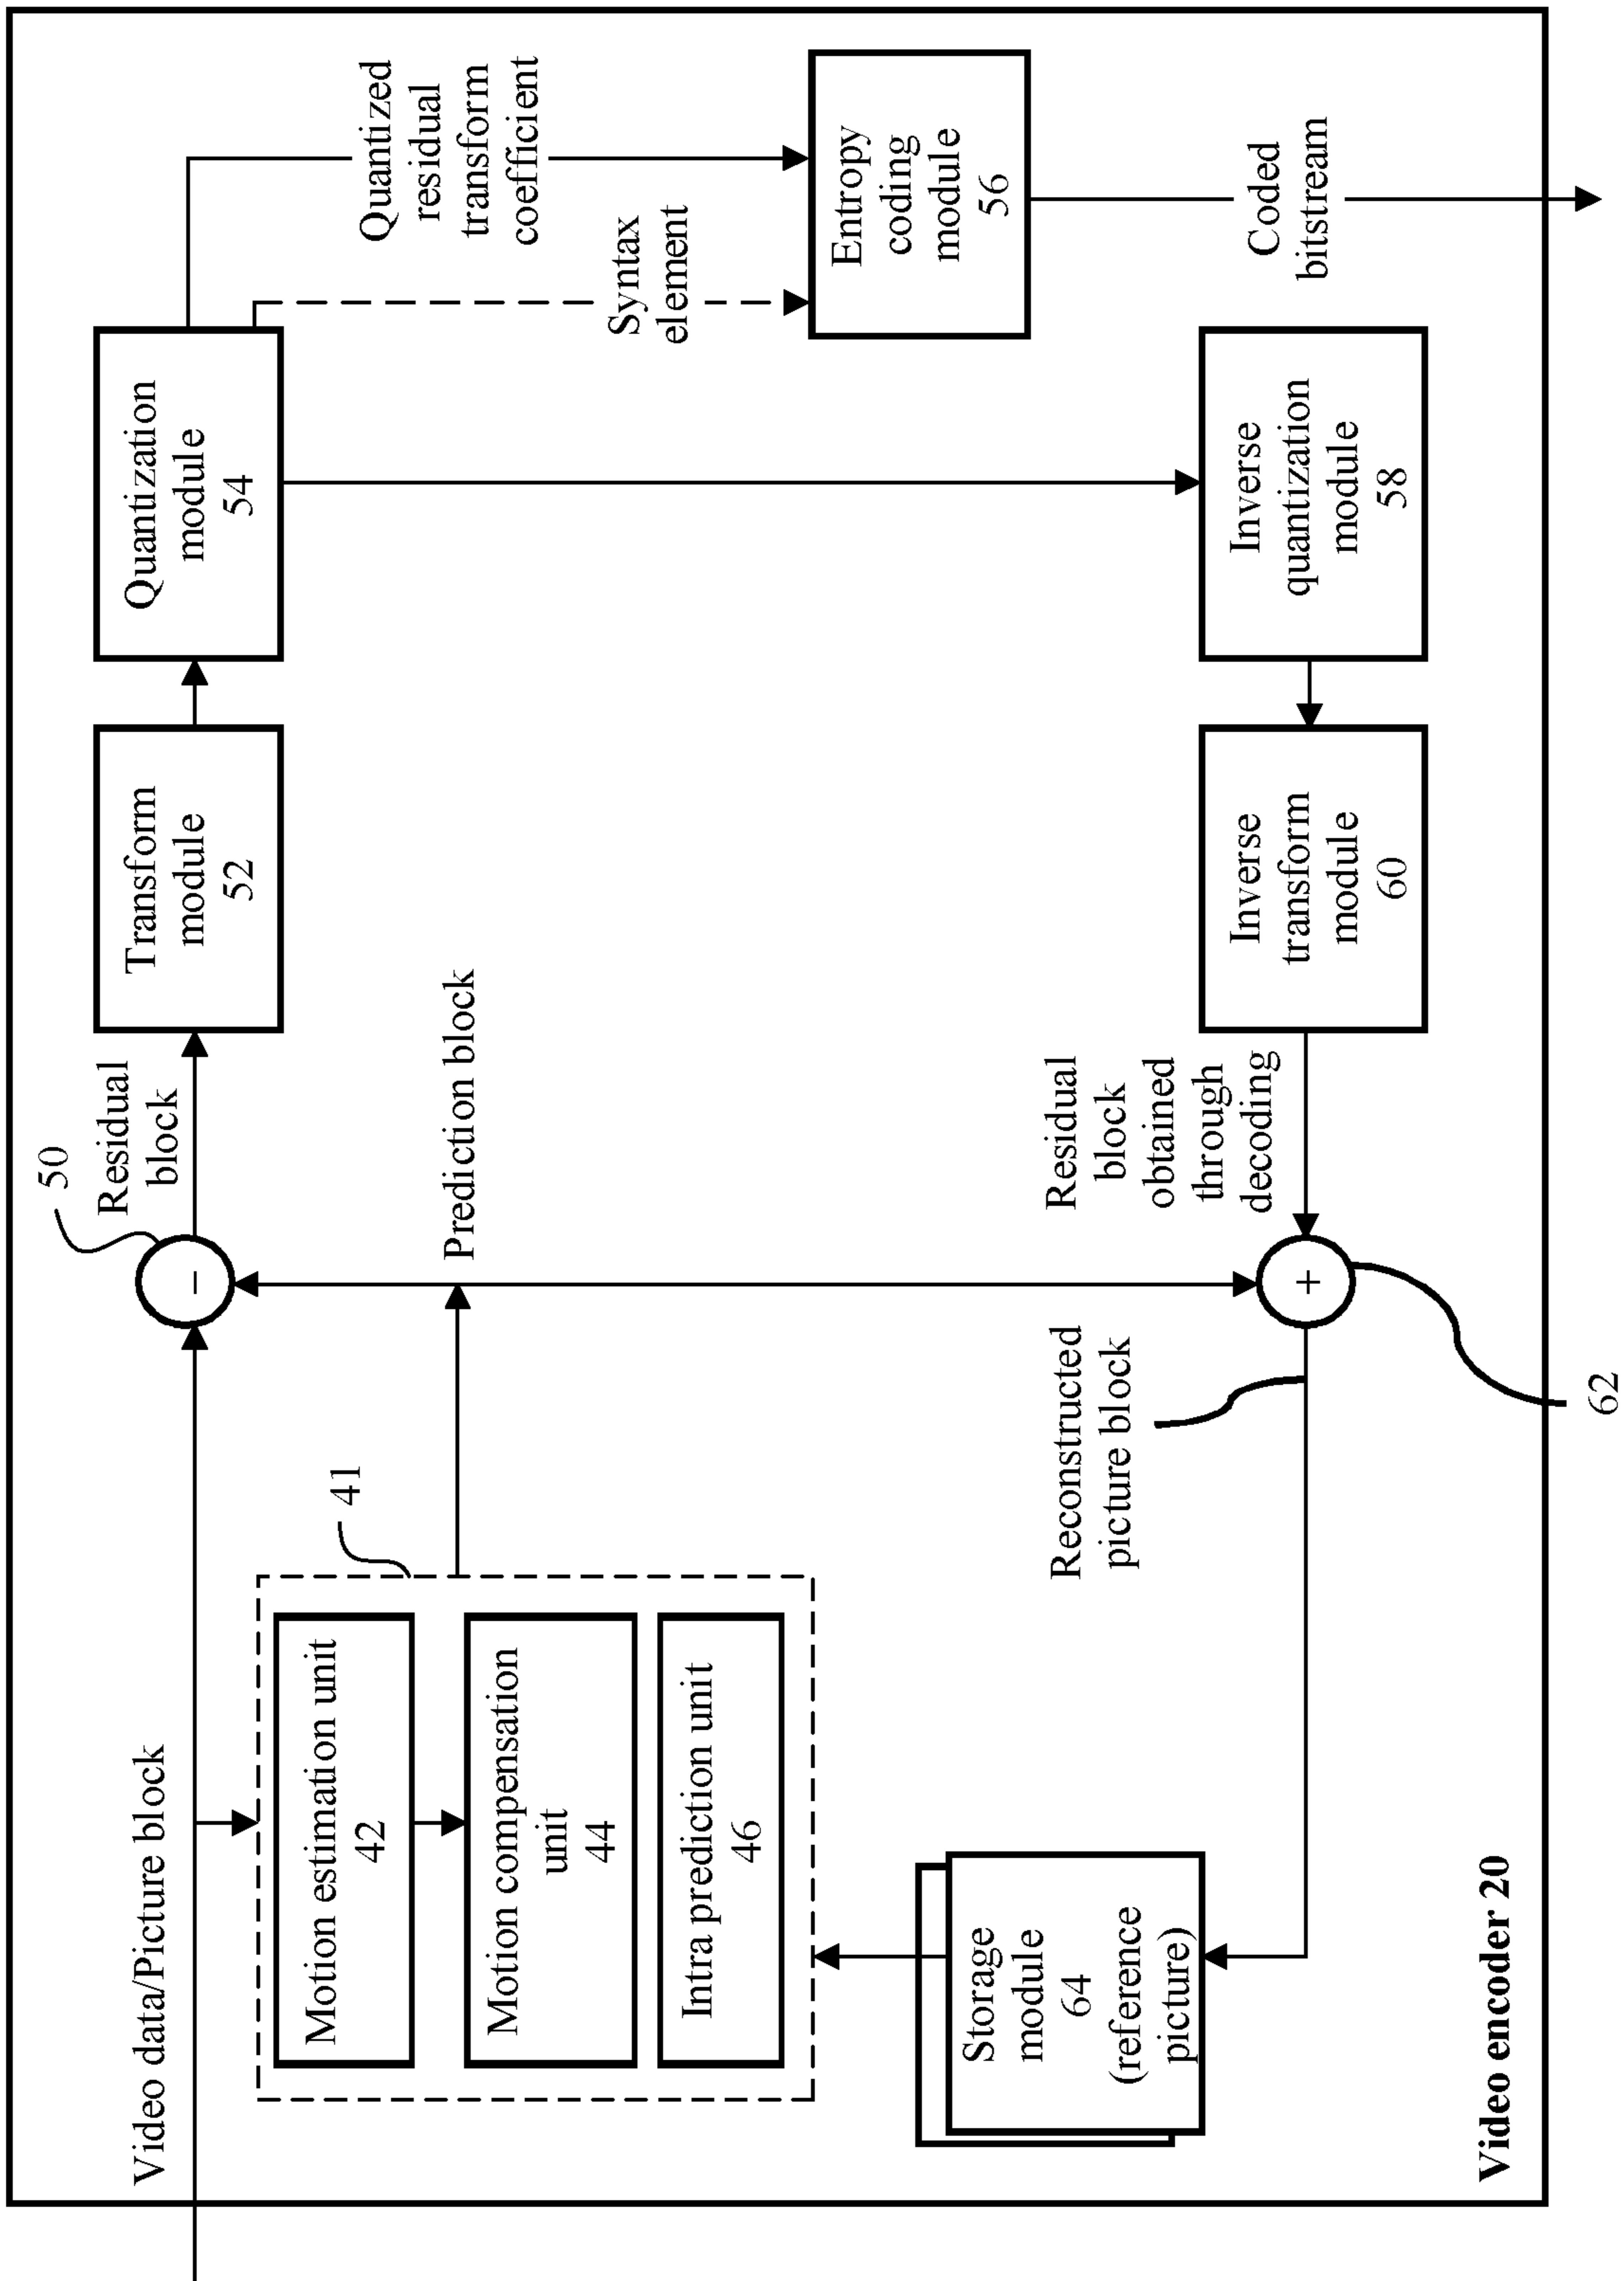 Video data/Picture block
50
Residual
block
Transform
module
52
Quantization
module
54
Quantized
residual
transform
coefficient
Syntax
element
Entropy
coding
module
56
Coded
bitstream
41
Motion estimation unit
42
Motion compensation
unit
44
Intra prediction unit
46
Prediction block
Storage
module
64
(reference
picture)
Reconstructed
picture block
62
Residual
block
obtained
through
decoding
Inverse
transform
module
60
Inverse
quantization
module
58
Video encoder 20
−
+